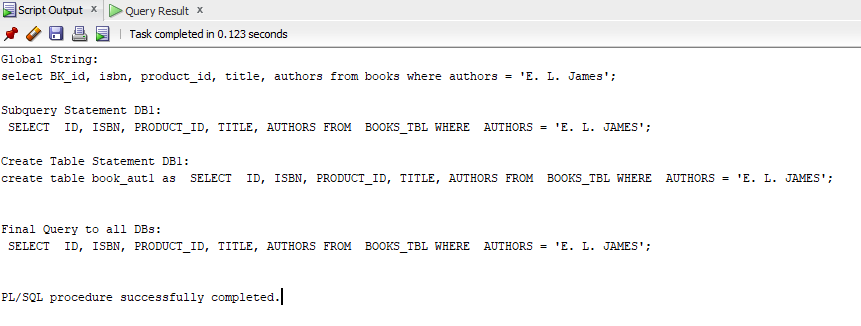 Script Output x Query Result x
Task completed in 0.123 seconds
Global String:
select BK_id, isbn, product_id, title, authors from books where authors = 'E. L. James';
Subquery Statement DB1:
SELECT  ID, ISBN, PRODUCT_ID, TITLE, AUTHORS FROM  BOOKS_TBL WHERE  AUTHORS = 'E. L. JAMES';
Create Table Statement DB1:
create table book_aut1 as  SELECT  ID, ISBN, PRODUCT_ID, TITLE, AUTHORS FROM  BOOKS_TBL WHERE  AUTHORS = 'E. L. JAMES';
Final Query to all DBs:
SELECT  ID, ISBN, PRODUCT_ID, TITLE, AUTHORS FROM  BOOKS_TBL WHERE  AUTHORS = 'E. L. JAMES';
PL/SQL procedure successfully completed.